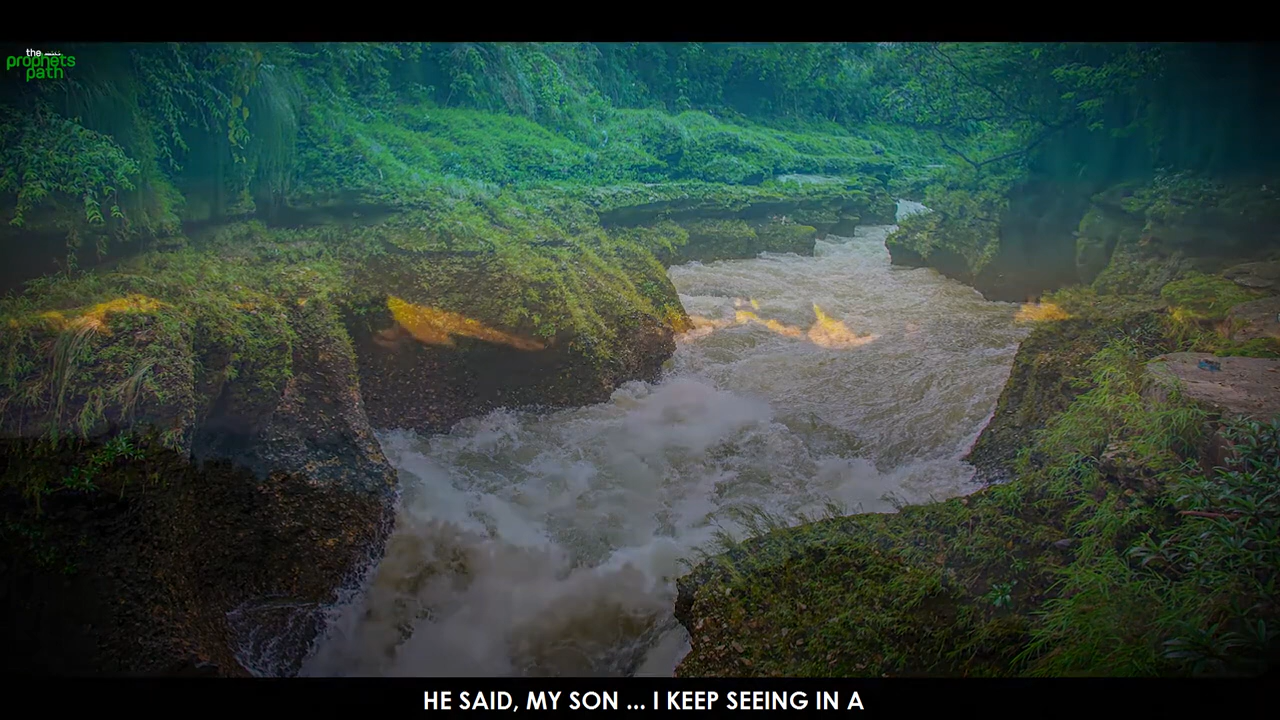 the
prophets
path
HE SAID, MY SON ... I KEEP SEEING IN A